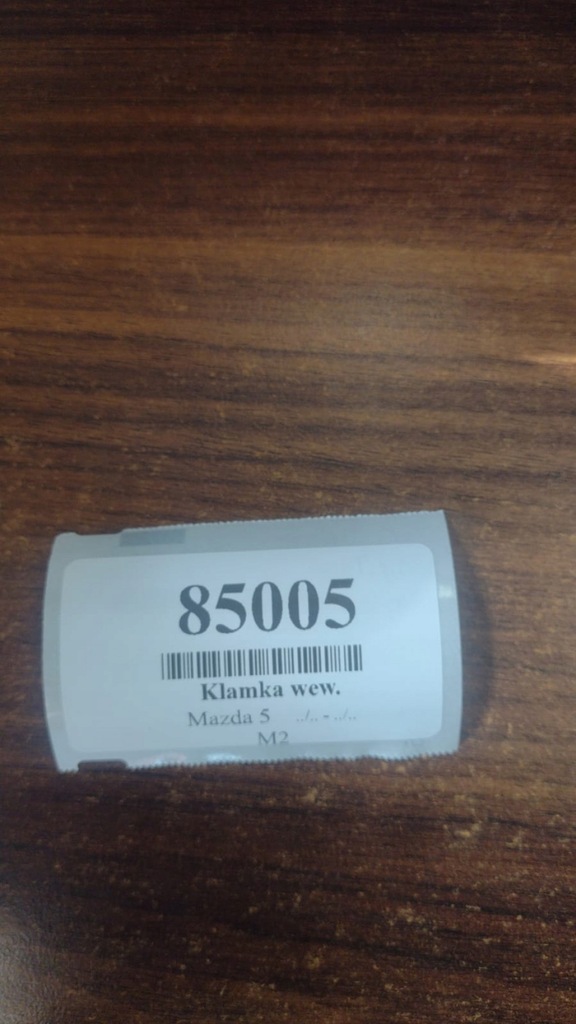 85005
Klamka wew.
Mazda 5 ../.. - ../..
M2